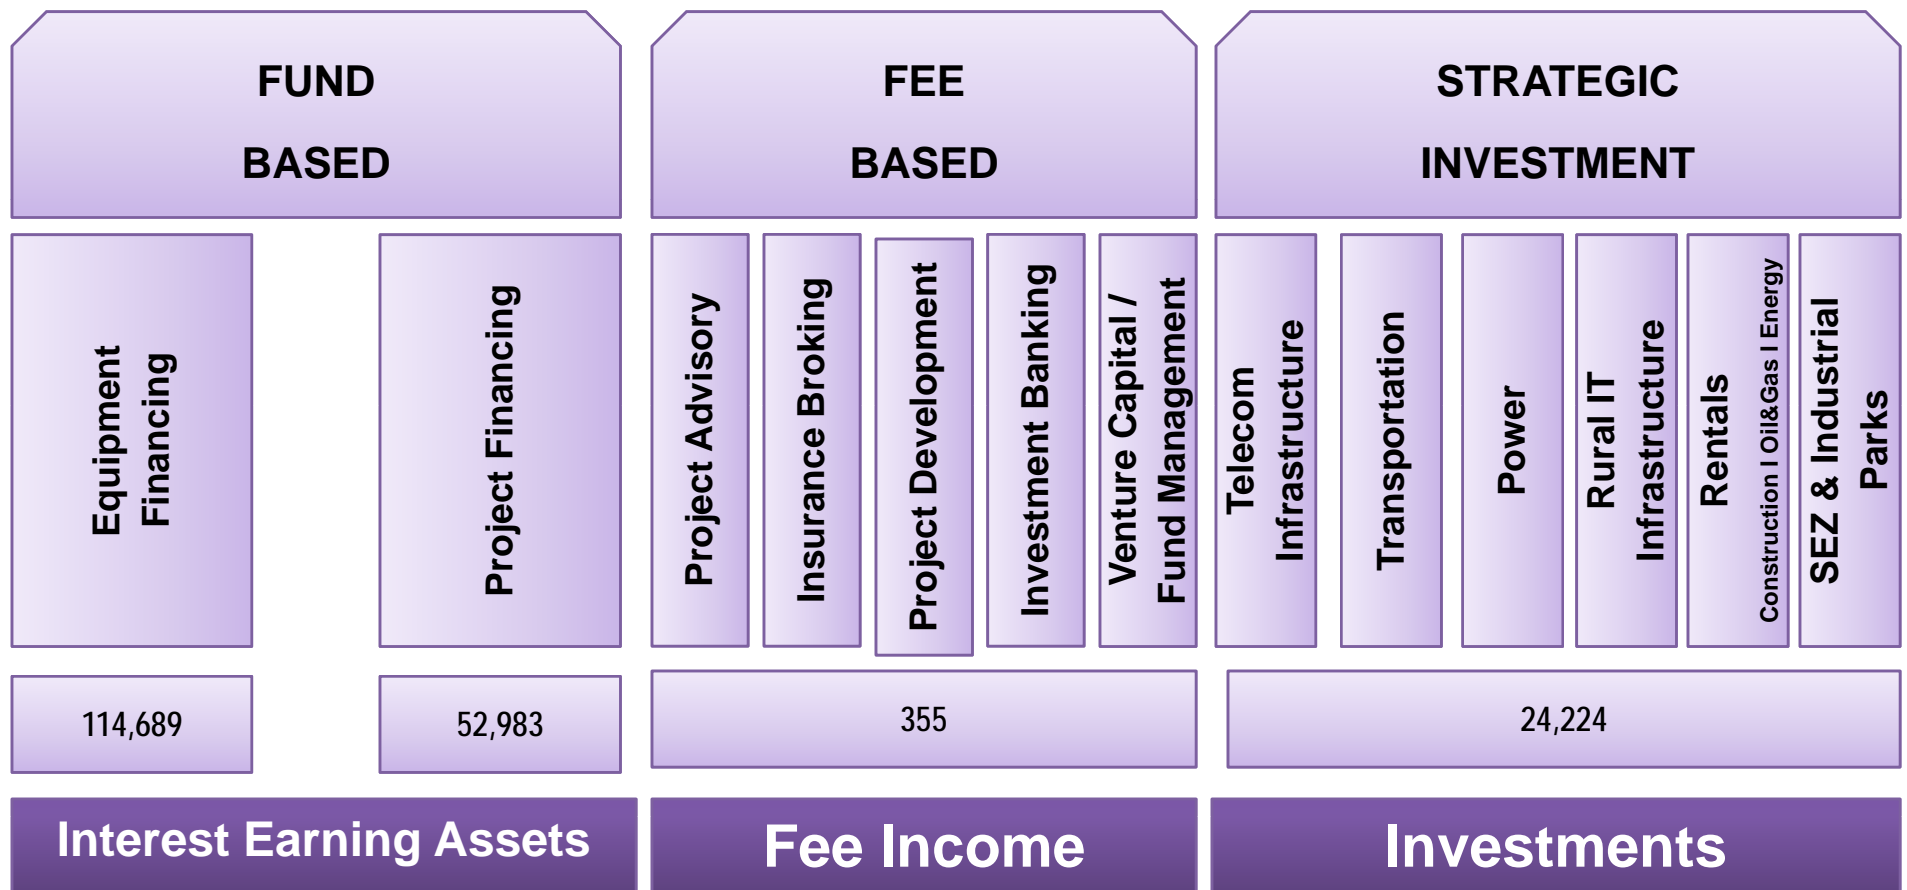 FUND
BASED
FEE
BASED
STRATEGIC
INVESTMENT
Equipment
Financing
Project Financing
Project Advisory
Insurance Broking
Project Development
Investment Banking
Venture Capital /
Fund Management
Telecom
Infrastructure
Transportation
Power
Rural IT
Infrastructure
Rentals
Construction I Oil&Gas I Energy
SEZ & Industrial
Parks
114,689
52,983
355
24,224
Interest Earning Assets
Fee Income
Investments